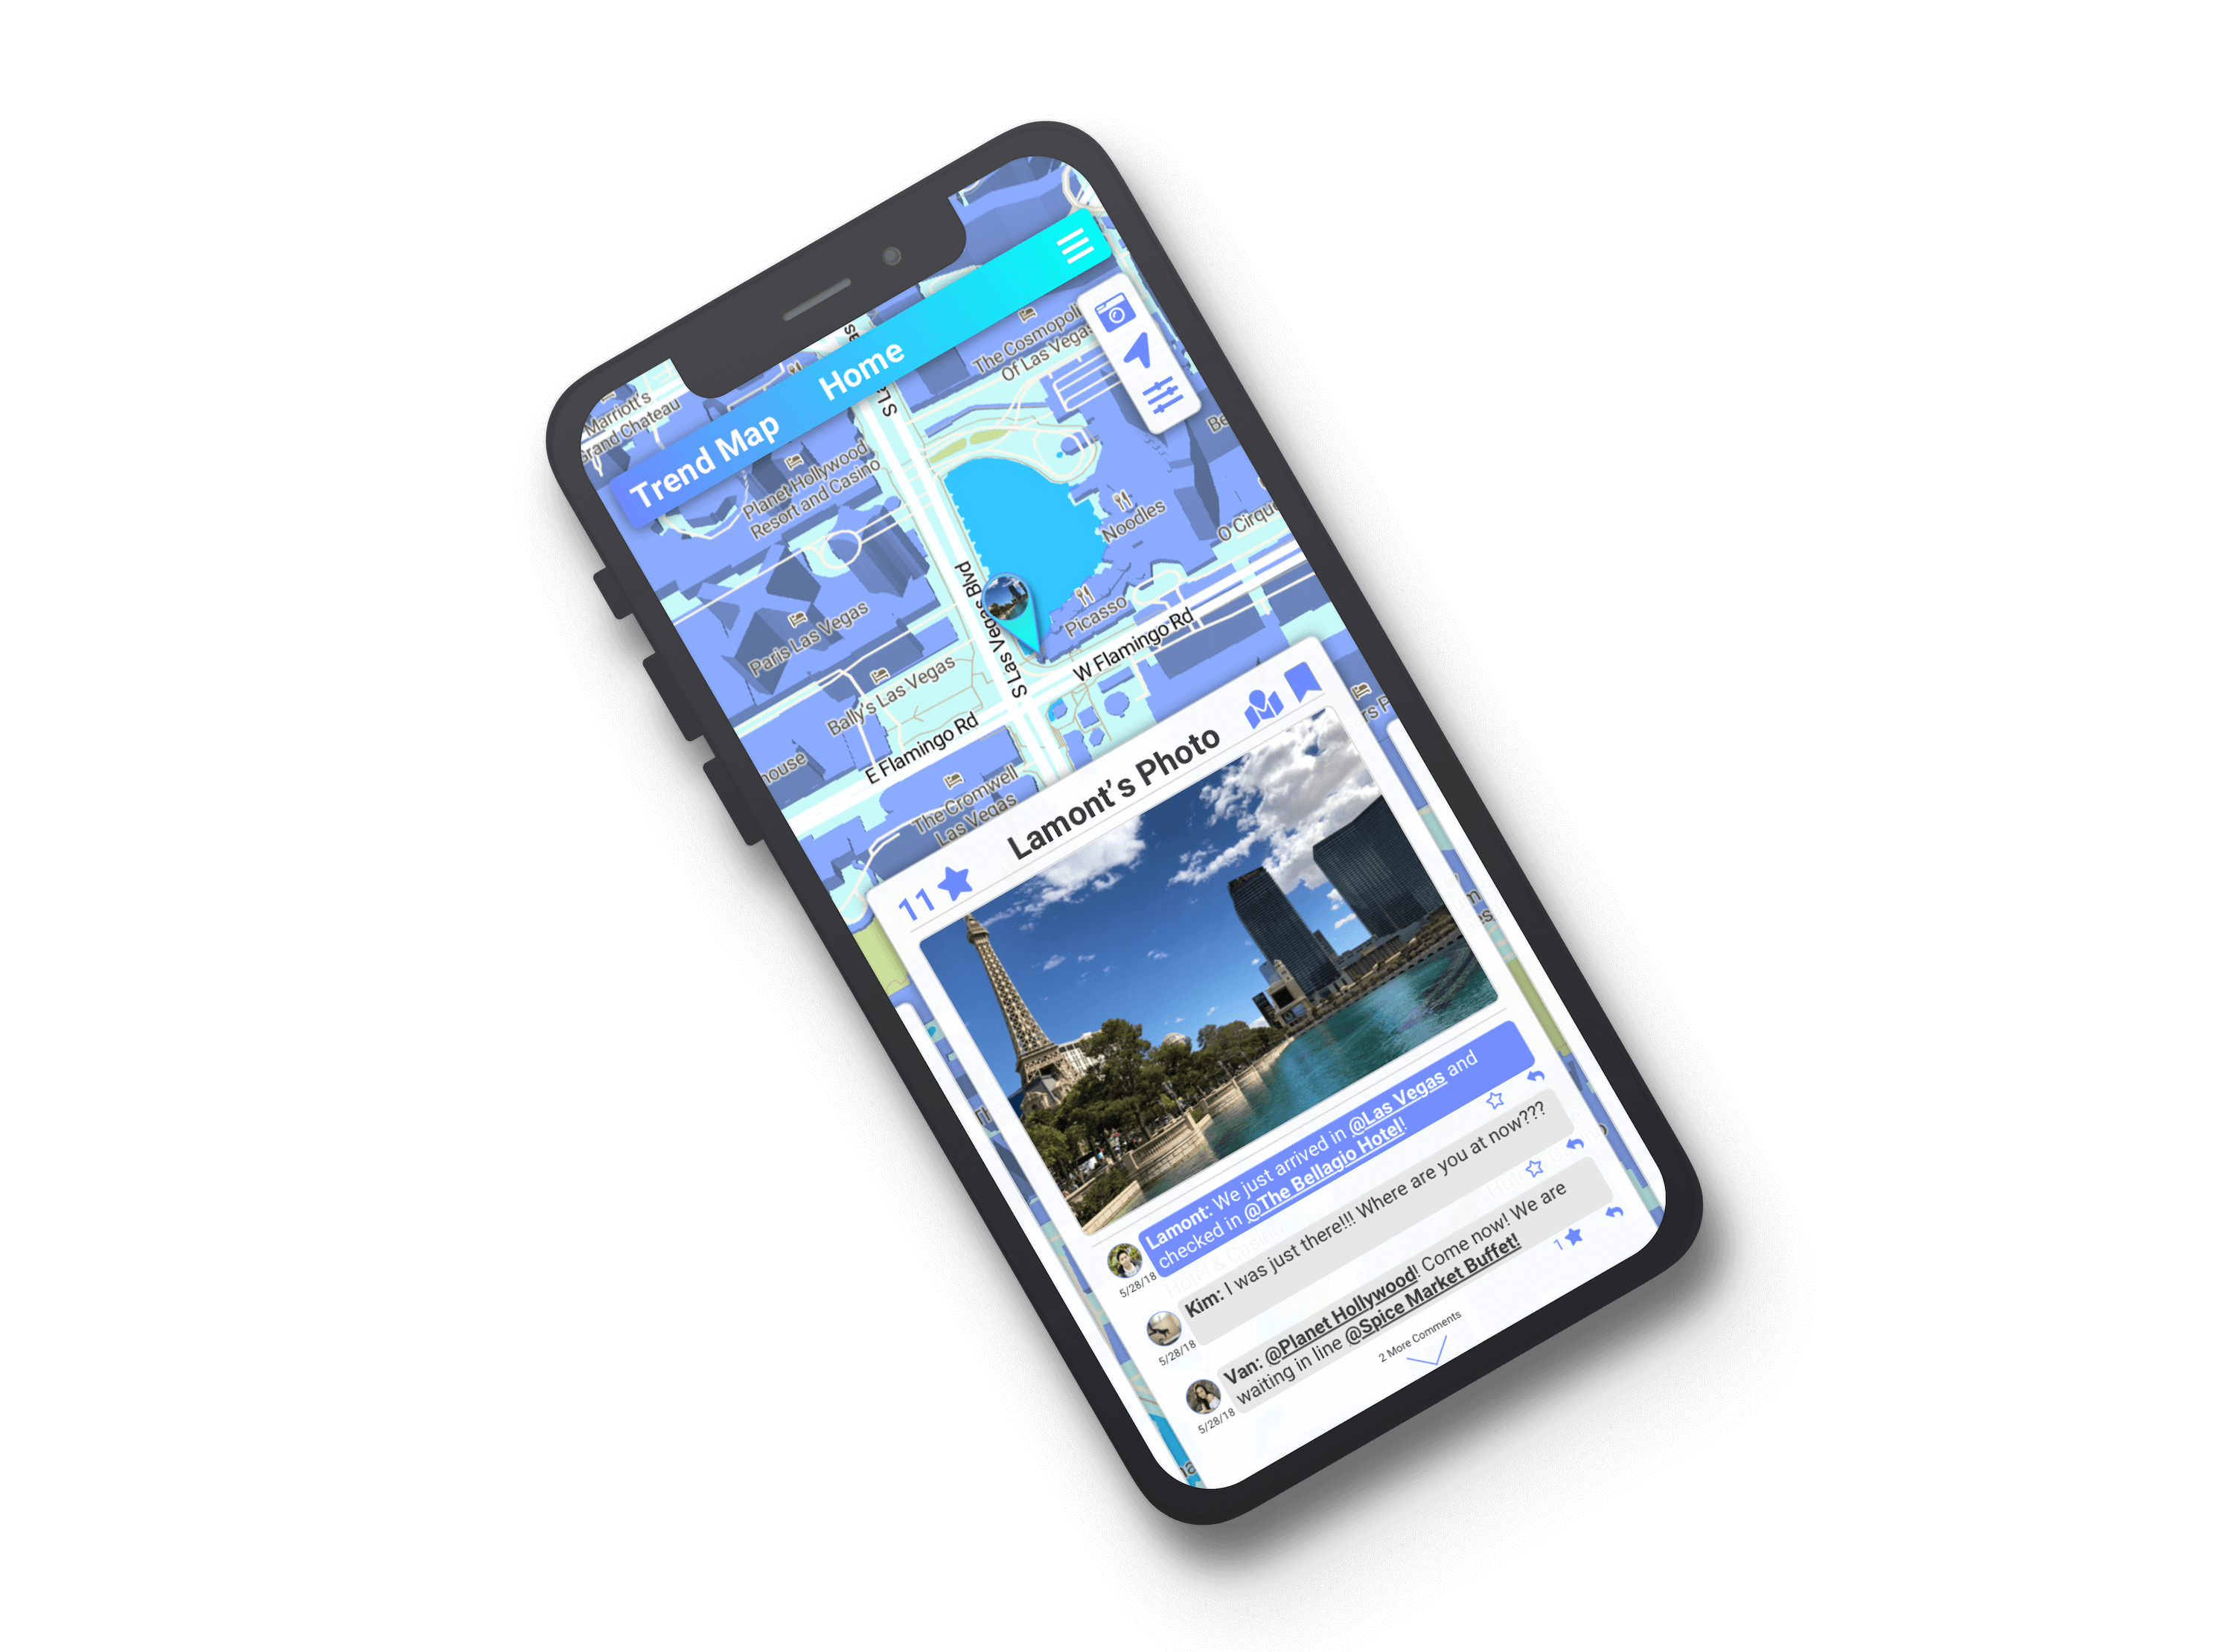 Trend Map
Home
Marriott's
Grand Chateau
Planet Hollywood
Resort and Casino
S L
The Cosmopoli
Of Las Vegas
Be
Noodles
O Cirque
Paris Las Vegas
S Las Vegas Blvd
Picasso
W Flamingo Rd
Bally's Las Vegas
E Flamingo Rd
house
The Cromwell
Las Vegas
rs P
11
Lamont's Photo
Lamont: We just arrived in @Las Vegas and
checked in @The Bellagio Hotel!
5/28/18
Kim: I was just there!!! Where are you at now???
5/28/18
Van: @Planet Hollywood! Come now! We are
waiting in line @Spice Market Buffet!
5/28/18
1
2 More Comments